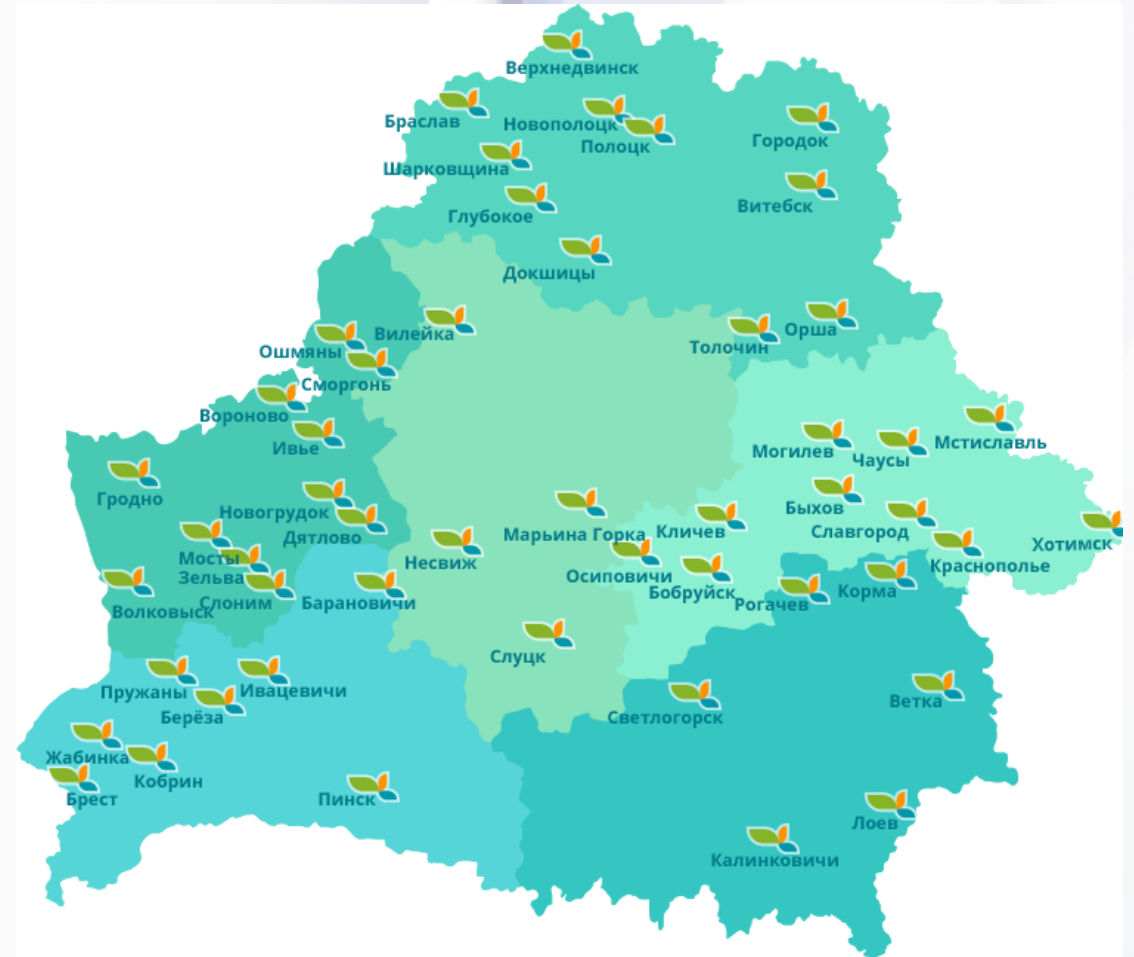 Верхнедвинск
Браслав
Новополоцк
Полоцк
Городок
Шарковщина
Глубокое
Витебск
Докшицы
Вилейка
Ошмяны
Толочин
Орша
Сморгонь
Вороново
Ивье
Мстиславль
Могилев
Чаусы
Гродно
Новогрудок
Дятлово
Марьина Горка
Кличев
Быхов
Славгород
Хотимск
Мосты
Зельва
Несвиж
Осиповичи
Краснополье
Волковыск
Слоним
Барановичи
Бобруйск
Рогачев
Корма
Слуцк
Пружаны
Ивацевичи
Берёза
Светлогорск
Ветка
Жабинка
Кобрин
Брест
Пинск
Лоев
Калинковичи